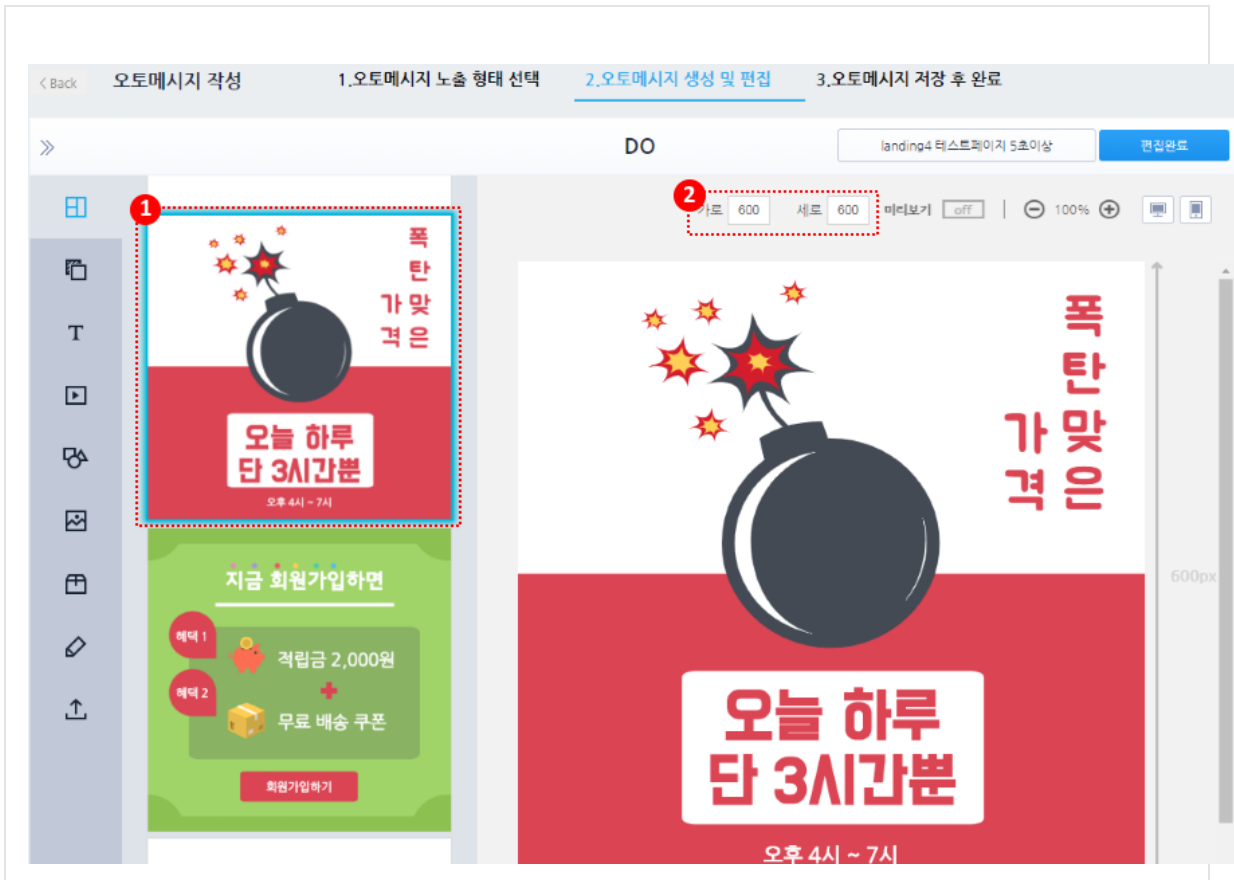 < Back 오토메시지 작성 1.오토메시지 노출 형태 선택 2.오토메시지 생성 및 편집 3.오토메시지 저장 후 완료
DO landing4 테스트페이지 5초이상 편집완료
1
2
가로 600 세로 600 미리보기 off 100%
T
폭탄맞은
가격
오늘 하루
단 3시간뿐
오후 4시 ~ 7시
지금 회원가입하면
혜택 1
적립금 2,000원
혜택 2
무료 배송 쿠폰
회원가입하기
폭탄맞은
가격
600px
오늘 하루
단 3시간뿐
오후 4시 ~ 7시